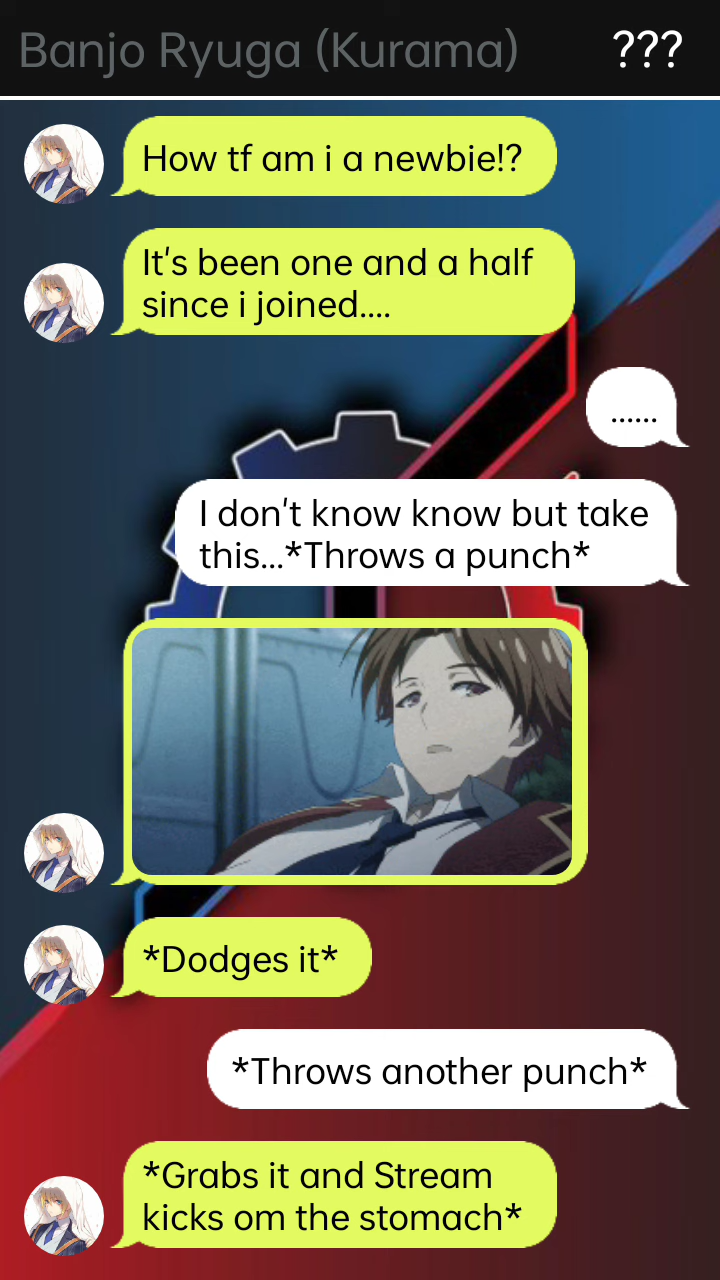 Banjo Ryuga (Kurama) ???
How tf am i a newbie!?
It's been one and a half
since i joined....
......
I don't know know but take
this...*Throws a punch*
*Dodges it*
*Throws another punch*
*Grabs it and Stream
kicks om the stomach*